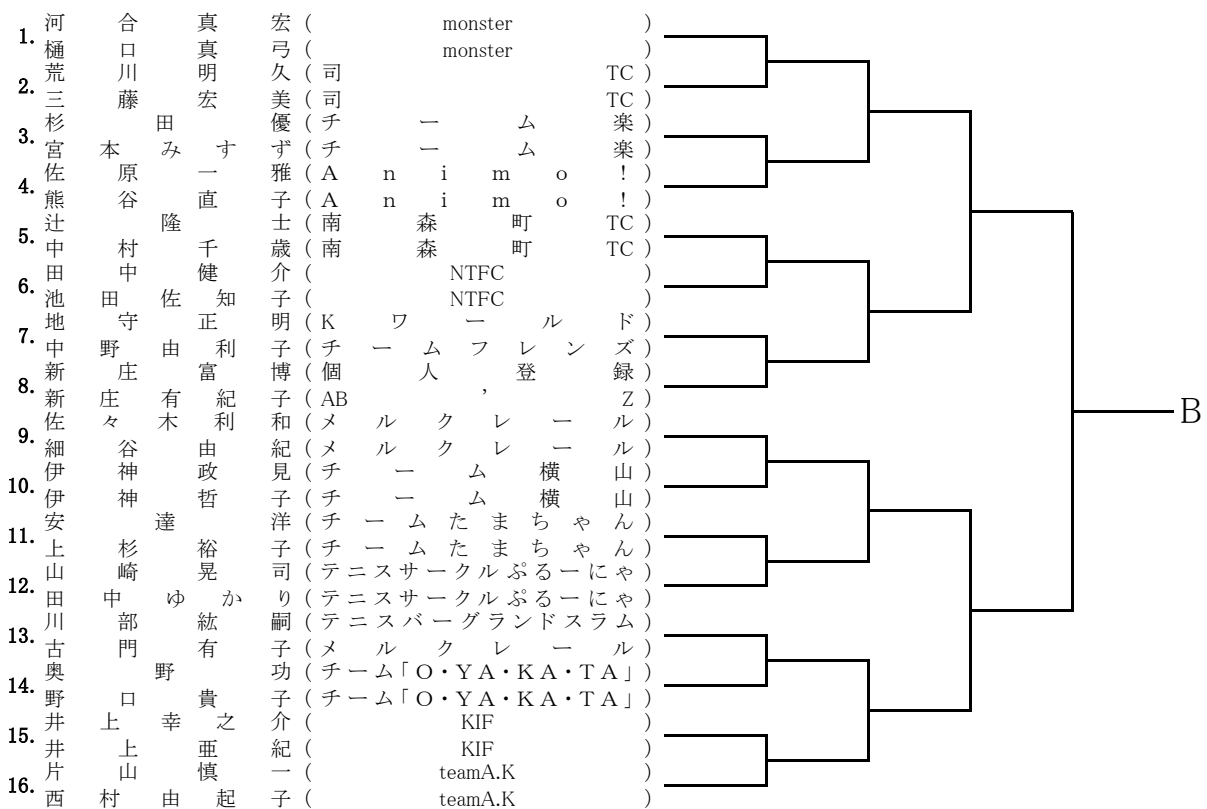 1. 河合真宏 ( monster )
樋口真弓 ( monster )
2. 荒川明久 ( 司 TC )
三藤宏美 ( 司 TC )
3. 杉田優 ( チーム楽 )
宮本みすず ( チーム楽 )
4. 佐原一雅 ( Animo! )
熊谷直子 ( Animo! )
5. 辻隆士 ( 南森町TC )
中村千歳 ( 南森町TC )
6. 田中健介 ( NTFC )
池田佐知子 ( NTFC )
7. 地守正明 ( Kワールド )
中野由利子 ( チームフレンズ )
8. 新庄富博 ( 個人登録 )
新庄有紀子 ( AB’Z )
B
9. 佐々木利和 ( メルクレール )
細谷由紀 ( メルクレール )
10. 伊神政見 ( チーム横山 )
伊神哲子 ( チーム横山 )
11. 安達洋 ( チームたまちゃん )
上杉裕子 ( チームたまちゃん )
12. 山崎晃司 ( テニスサークルぷるーにゃ )
田中ゆかり ( テニスサークルぷるーにゃ )
13. 川部紘嗣 ( テニスバーグランドスラム )
古門有子 ( メルクレール )
14. 奥野功 ( チーム「O・YA・KA・TA」 )
野口貴子 ( チーム「O・YA・KA・TA」 )
15. 井上幸之介 ( KIF )
井上亜紀 ( KIF )
16. 片山慎一 ( teamA.K )
西村由起子 ( teamA.K )